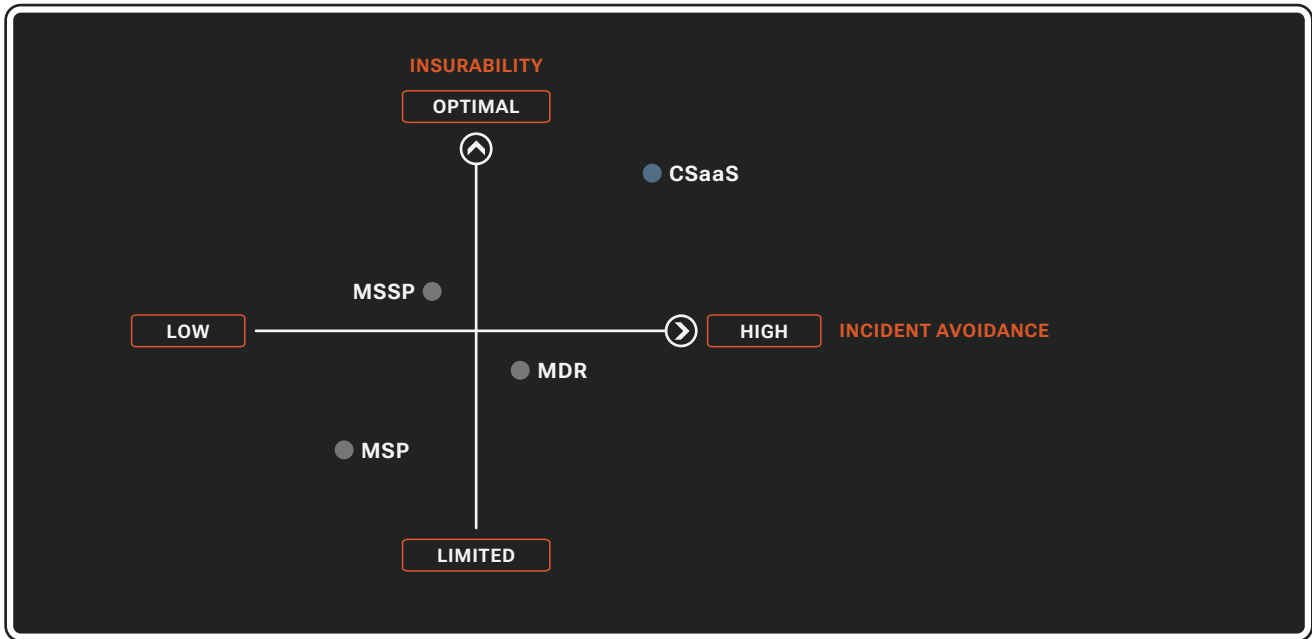 INSURABILITY
OPTIMAL
CSaaS
MSSP
LOW
HIGH
INCIDENT AVOIDANCE
MDR
MSP
LIMITED